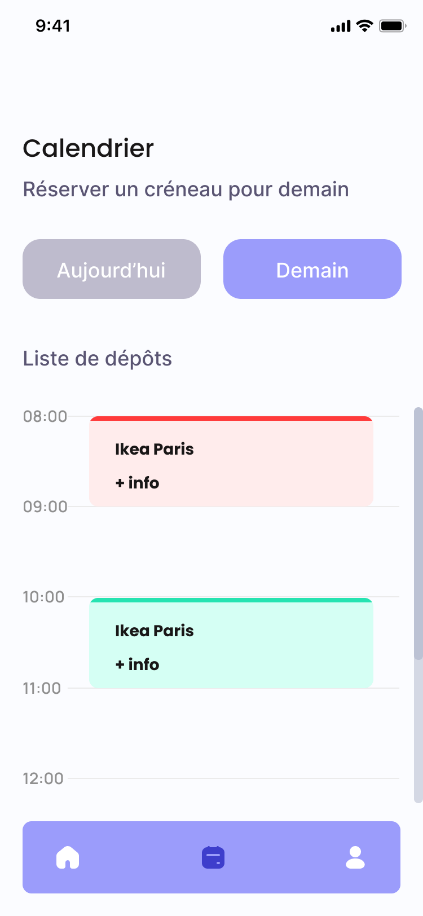 9:41
Calendrier
Réserver un créneau pour demain
Aujourd’hui
Demain
Liste de dépôts
08:00
Ikea Paris
+ info
09:00
10:00
Ikea Paris
+ info
11:00
12:00